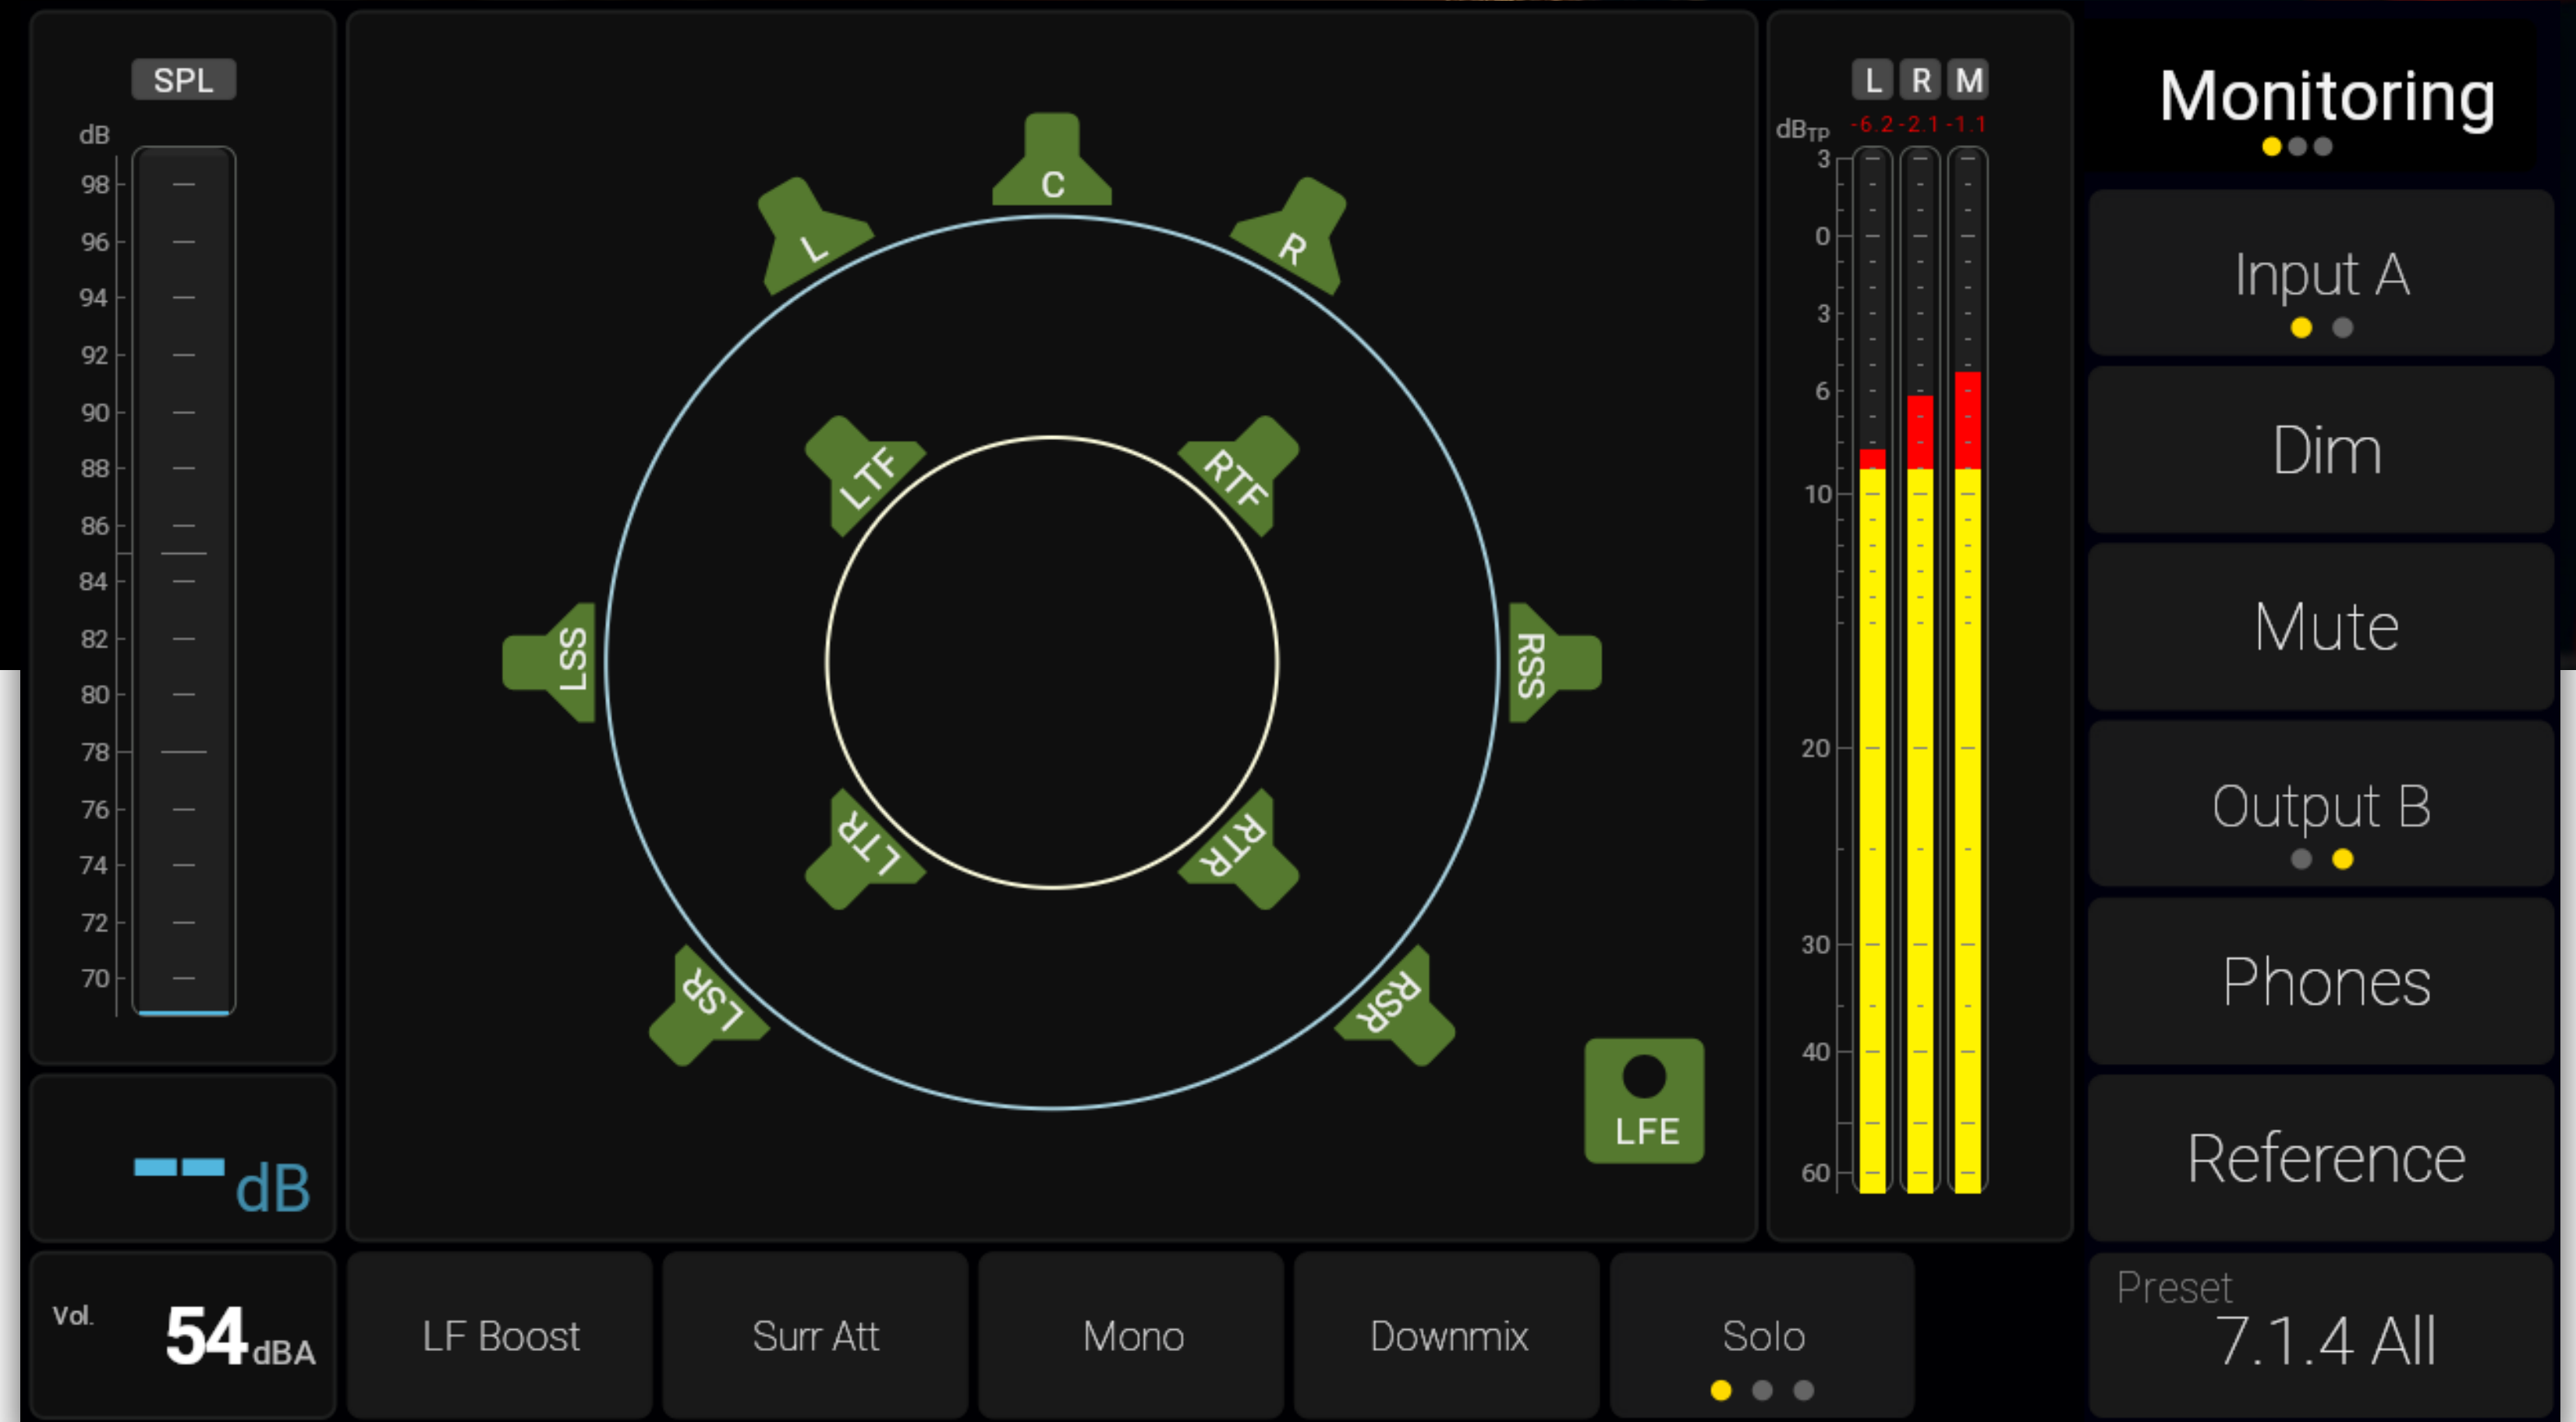 SPL
dB
98
96
94
92
90
88
86
84
82
80
78
76
74
72
70
-- dB
Vol. 54 dBA
C
L
R
LTF
RTF
LSS
RSS
LTR
RTR
LSR
RSR
LFE
L R M
dBTP -6.2 -2.1 -1.1
3
0
3
6
10
20
30
40
60
LF Boost
Surr Att
Mono
Downmix
Solo
Monitoring
Input A
Dim
Mute
Output B
Phones
Reference
Preset
7.1.4 All